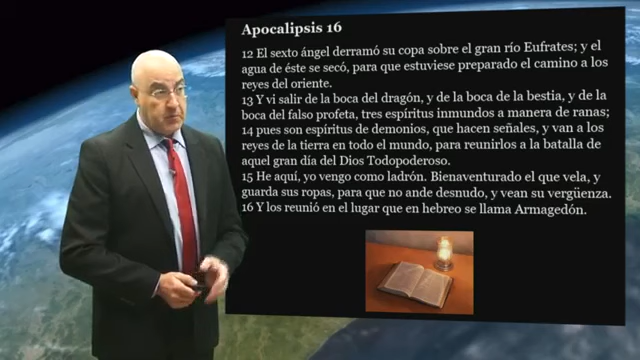 Apocalipsis 16
12 El sexto ángel derramó su copa sobre el gran río Eufrates; y el
agua de éste se secó, para que estuviese preparado el camino a los
reyes del oriente.
13 Y vi salir de la boca del dragón, y de la boca de la bestia, y de la
boca del falso profeta, tres espíritus inmundos a manera de ranas;
14 pues son espíritus de demonios, que hacen señales, y van a los
reyes de la tierra en todo el mundo, para reunirlos a la batalla de
aquel gran día del Dios Todopoderoso.
15 He aquí, yo vengo como ladrón. Bienaventurado el que vela, y
guarda sus ropas, para que no ande desnudo, y vean su vergüenza.
16 Y los reunió en el lugar que en hebreo se llama Armagedón.